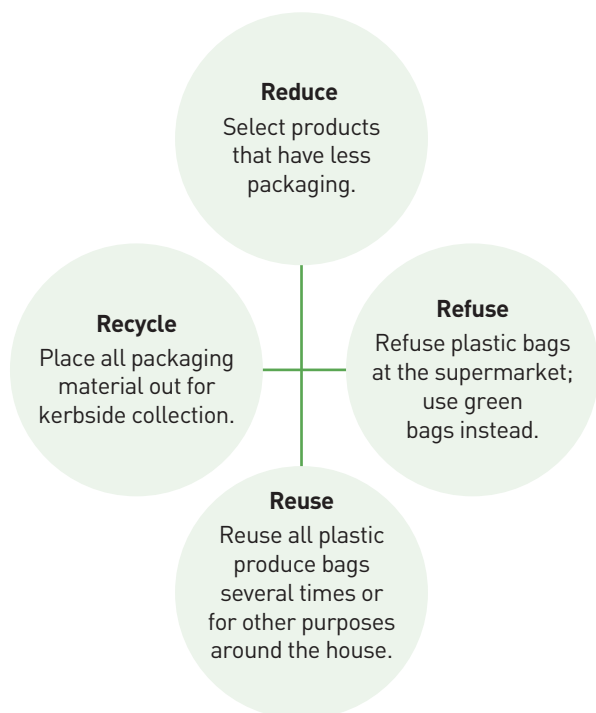 Reduce
Select products
that have less
packaging.
Recycle
Place all packaging
material out for
kerbside collection.
Refuse
Refuse plastic bags
at the supermarket;
use green
bags instead.
Reuse
Reuse all plastic
produce bags
several times or
for other purposes
around the house.